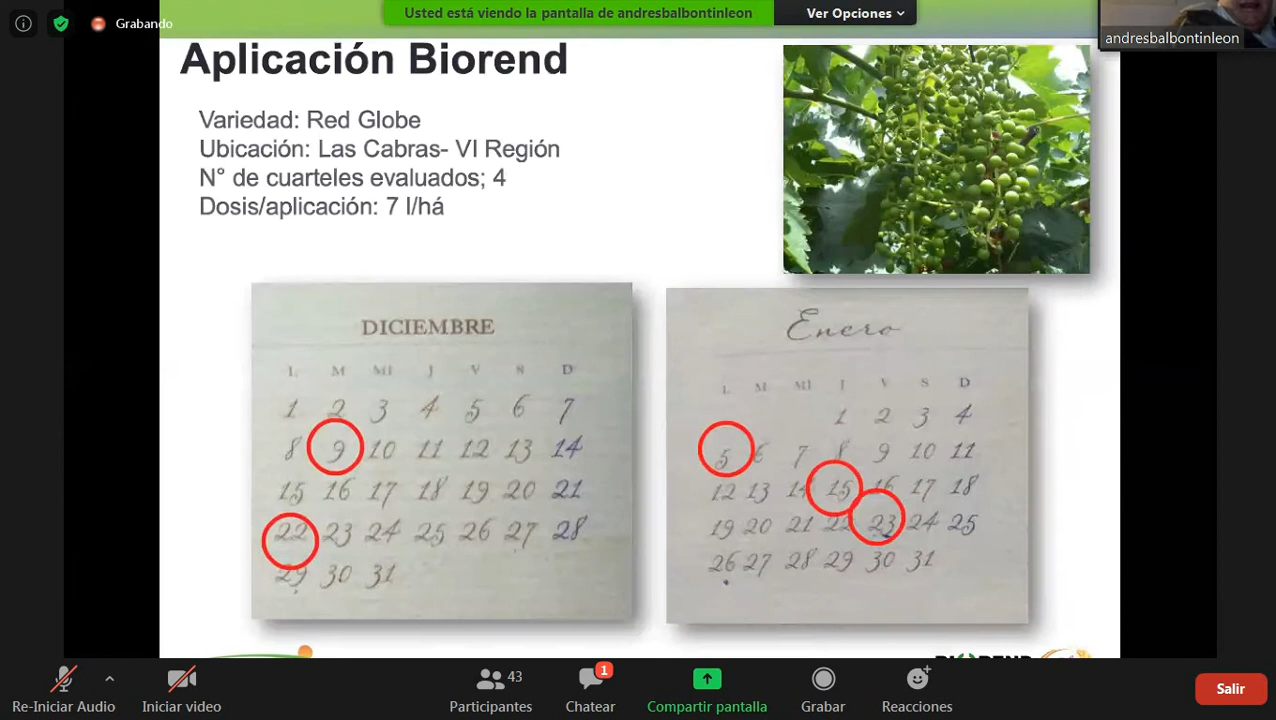 Grabando
Usted está viendo la pantalla de andresbalbontinleon
Ver Opciones
andresbalbontinleon
Aplicación Biorend
Variedad: Red Globe
Ubicación: Las Cabras- VI Región
N° de cuarteles evaluados; 4
Dosis/aplicación: 7 l/há
DICIEMBRE
L M MI J V S D
1 2 3 4 5 6 7
8 9 10 11 12 13 14
15 16 17 18 19 20 21
22 23 24 25 26 27 28
29 30 31
Enero
L M MI J V S D
1 2 3 4
5 6 7 8 9 10 11
12 13 14 15 16 17 18
19 20 21 22 23 24 25
26 27 28 29 30 31
BIOREND
Re-Iniciar Audio
Iniciar video
43
Participantes
1
Chatear
Compartir pantalla
Grabar
Reacciones
Salir